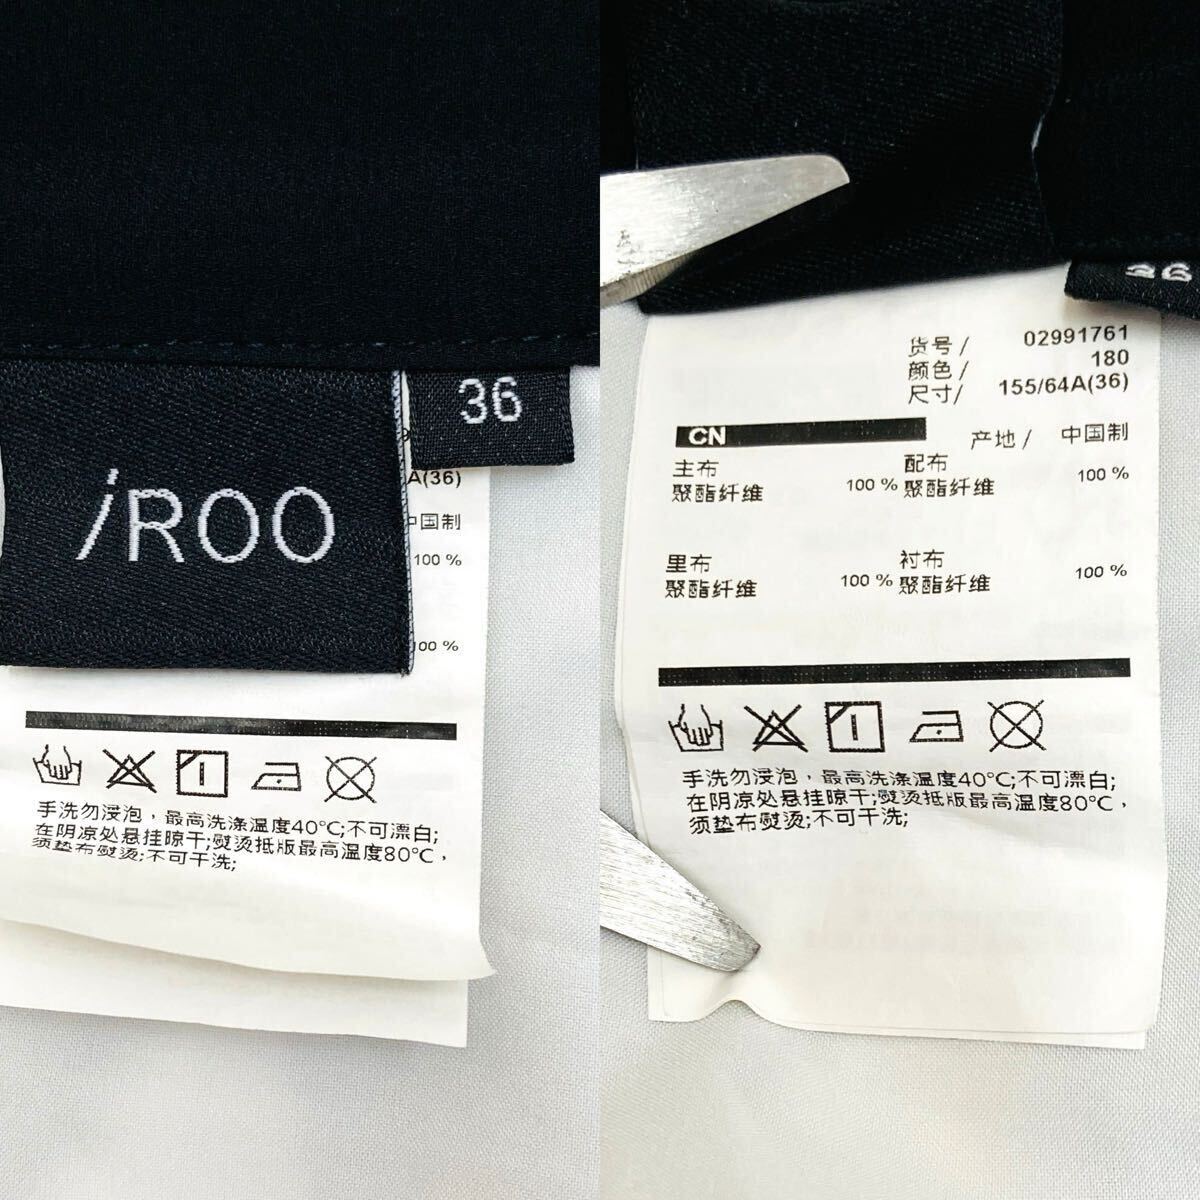 36
iROO
A(36)
中国制
100 %
00 %
手洗勿浸泡，最高洗涤温度40°C;不可漂白;
在阴凉处悬挂晾干;熨烫抵版最高温度80°C，
须垫布熨烫;不可干洗;
36
货号/ 02991761
颜色/ 180
尺寸/ 155/64A(36)
CN 产地/ 中国制
主布 配布
聚酯纤维 100 % 聚酯纤维 100 %
里布 衬布
聚酯纤维 100 % 聚酯纤维 100 %
手洗勿浸泡，最高洗涤温度40°C;不可漂白;
在阴凉处悬挂晾干;熨烫抵版最高温度80°C，
须垫布熨烫;不可干洗;